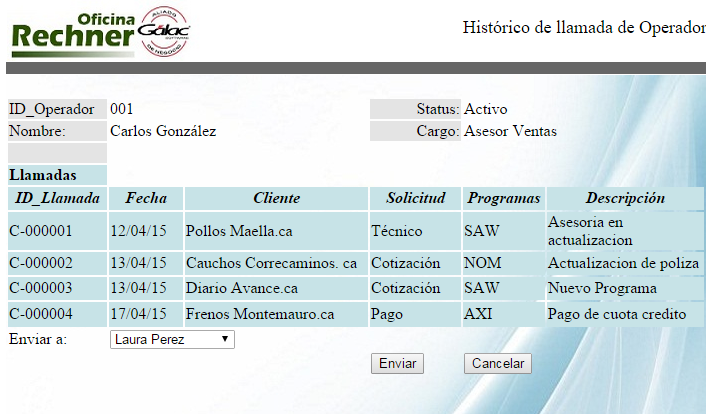 Oficina
Rechner
ALIADO
Gálac
SOFTWARE
DE NEGOCIO
Histórico de llamada de Operador
ID_Operador 001 Status: Activo
Nombre: Carlos González Cargo: Asesor Ventas
Llamadas
ID_Llamada Fecha Cliente Solicitud Programas Descripción
C-000001 12/04/15 Pollos Maella.ca Técnico SAW Asesoria en
actualizacion
C-000002 13/04/15 Cauchos Correcaminos. ca Cotización NOM Actualizacion de poliza
C-000003 13/04/15 Diario Avance.ca Cotización SAW Nuevo Programa
C-000004 17/04/15 Frenos Montemauro.ca Pago AXI Pago de cuota credito
Enviar a: Laura Perez
Enviar Cancelar